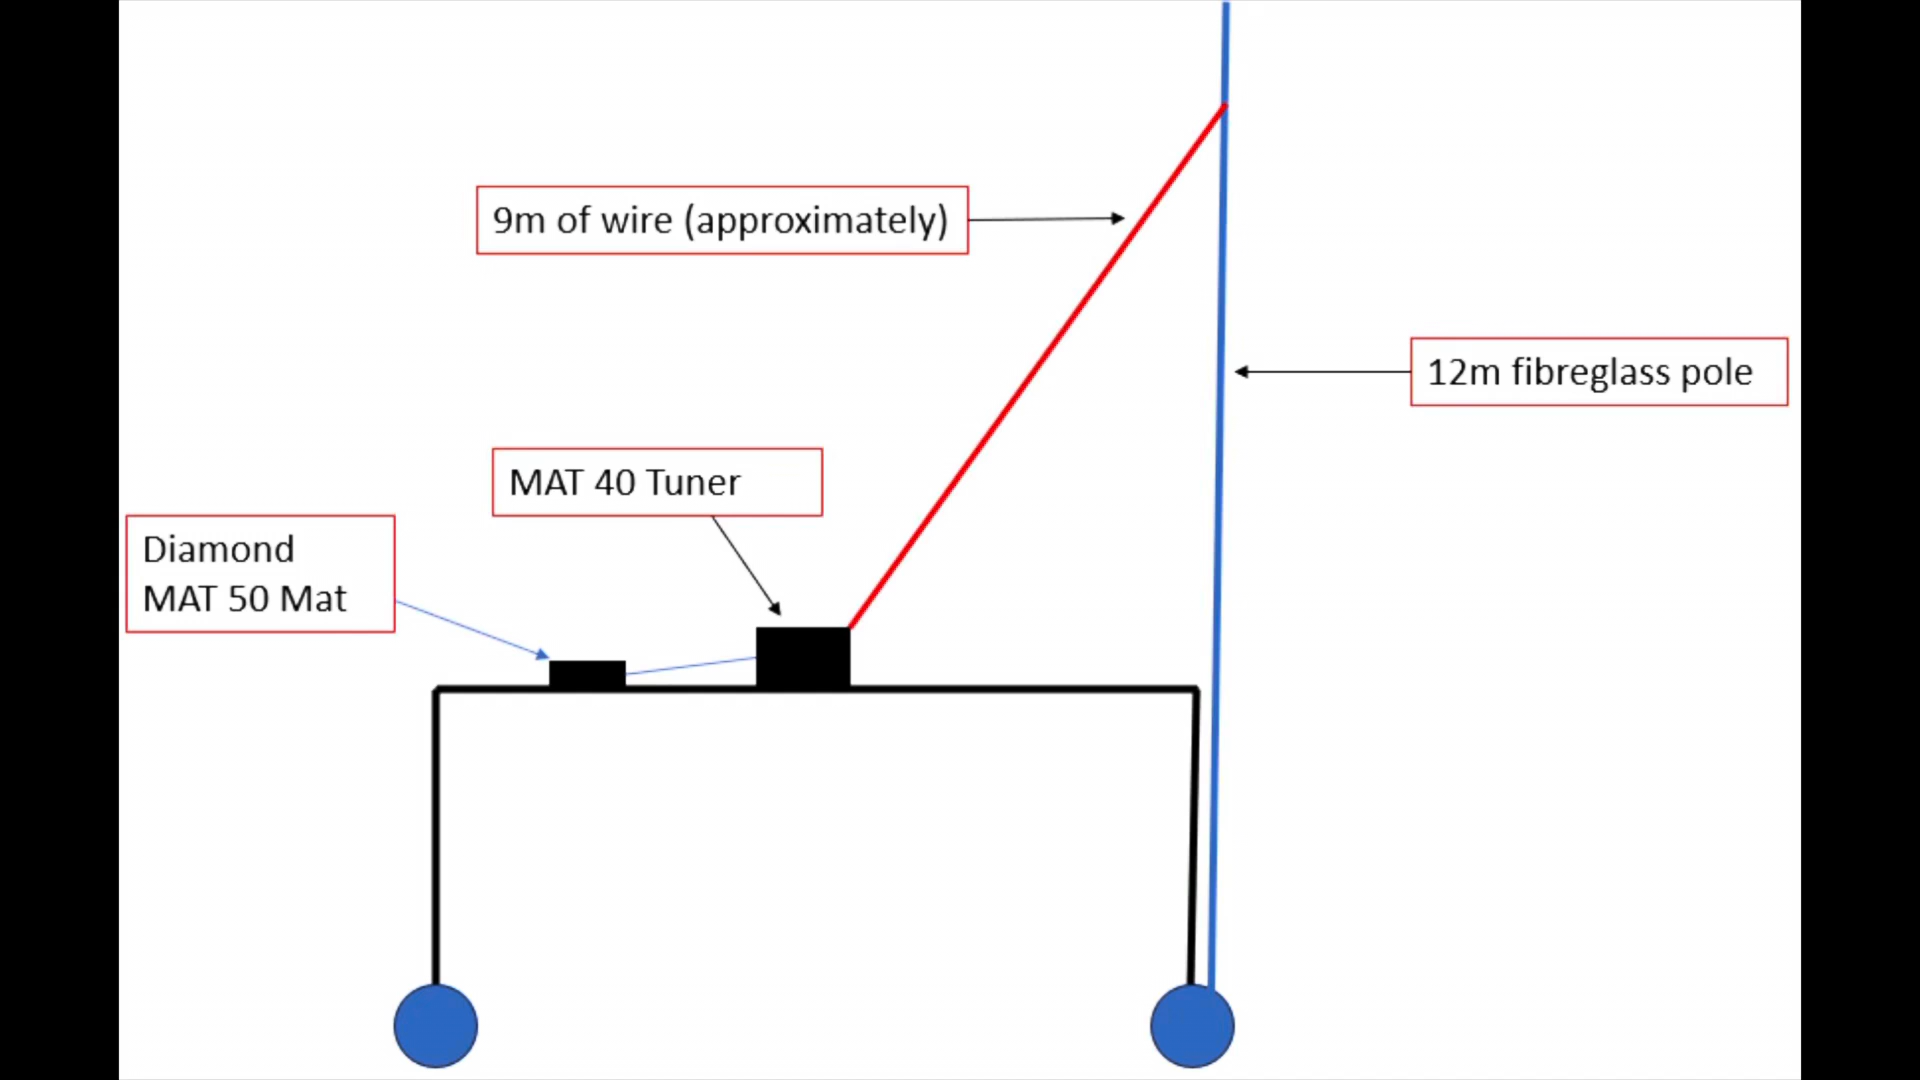 9m of wire (approximately)
12m fibreglass pole
MAT 40 Tuner
Diamond
MAT 50 Mat